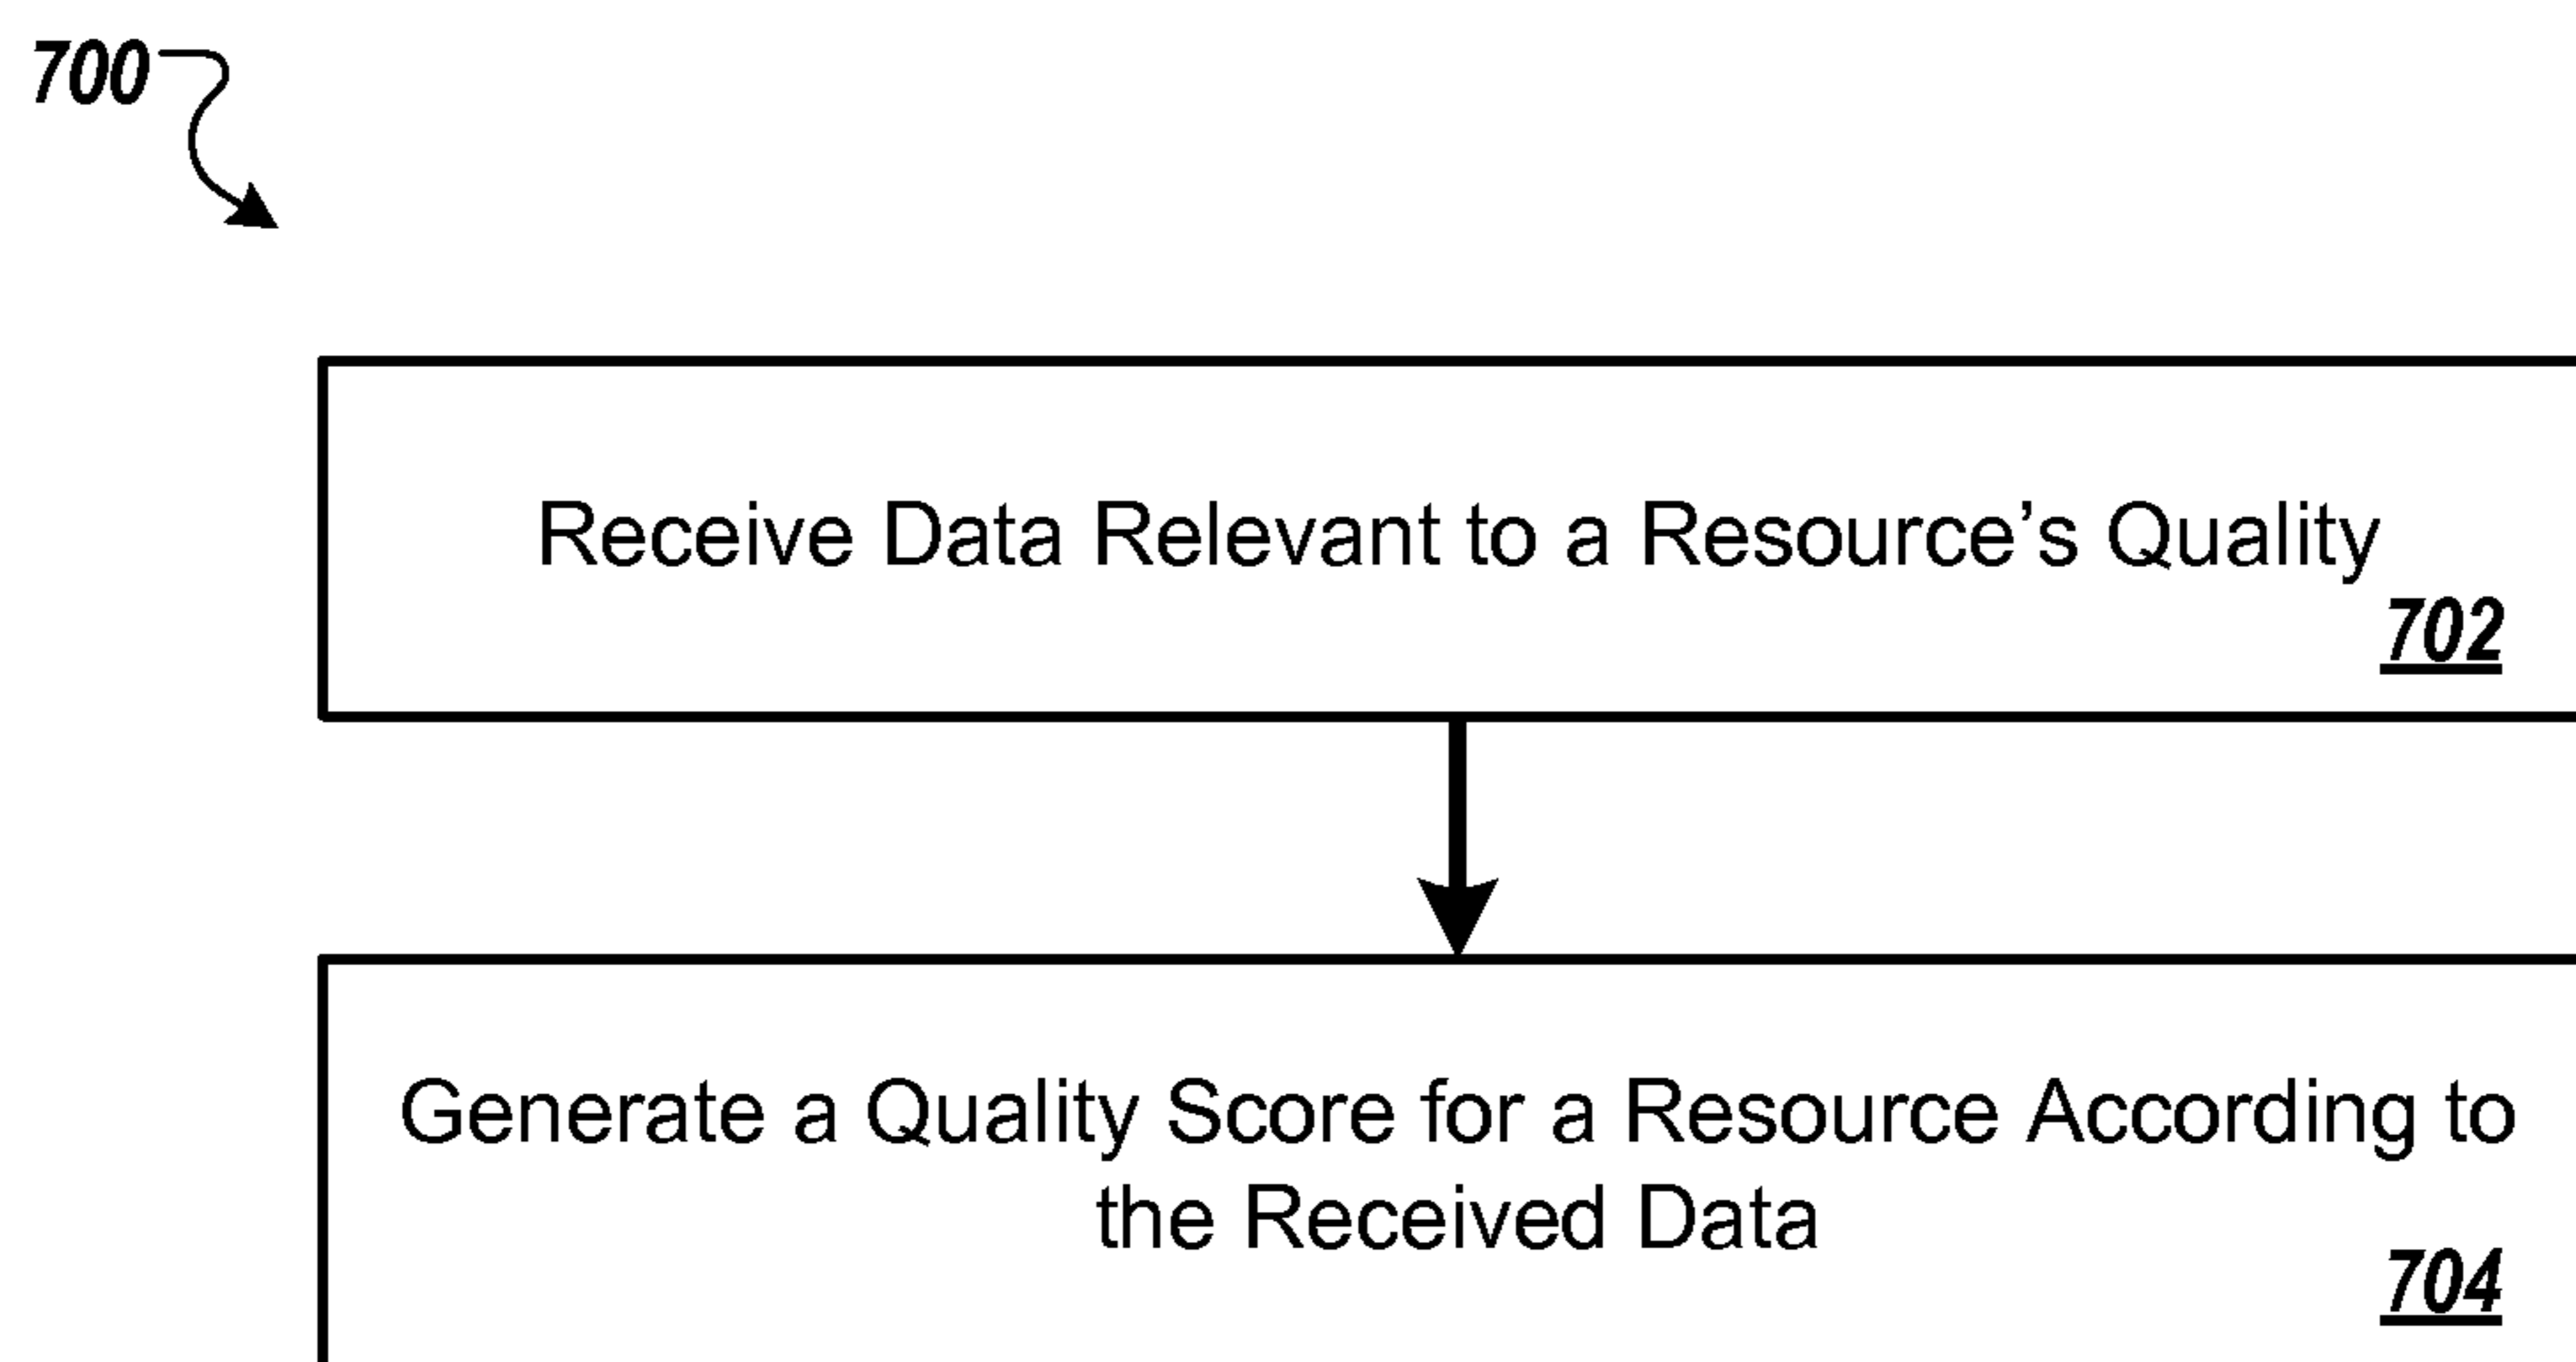 700
Receive Data Relevant to a Resource’s Quality
702
Generate a Quality Score for a Resource According to
the Received Data
704